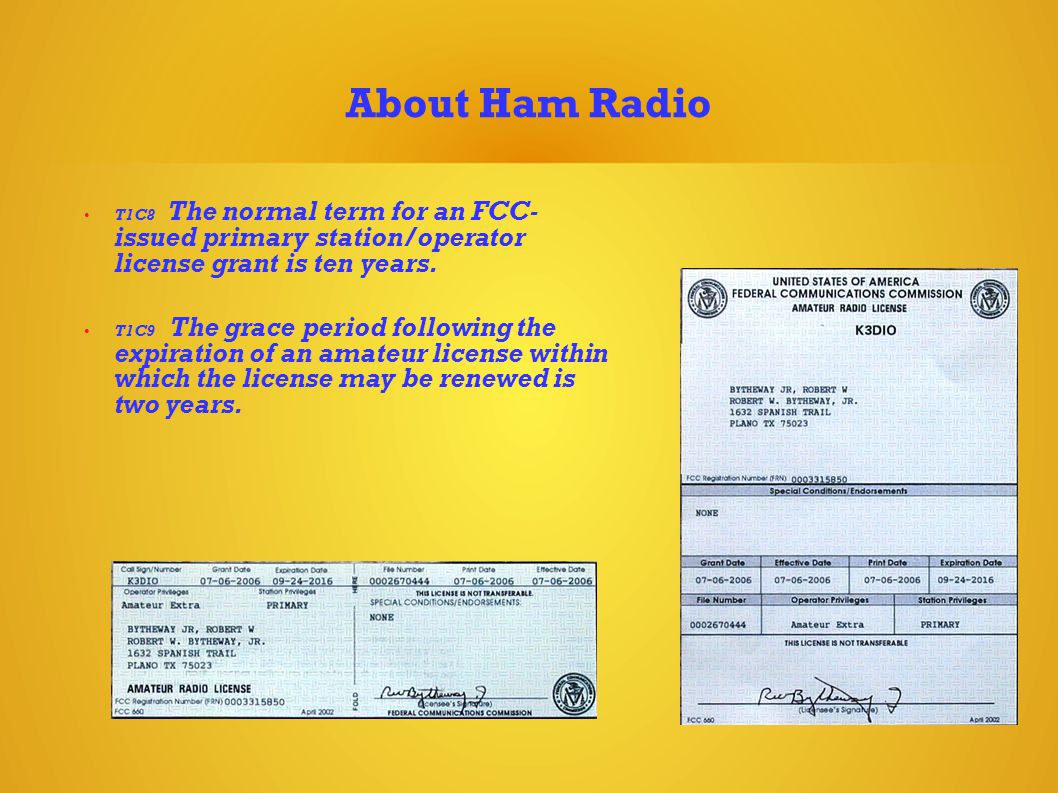 About Ham Radio
• T1C8 The normal term for an FCC-
issued primary station/operator
license grant is ten years.
• T1C9 The grace period following the
expiration of an amateur license within
which the license may be renewed is
two years.
UNITED STATES OF AMERICA
FEDERAL COMMUNICATIONS COMMISSION
AMATEUR RADIO LICENSE
K3DIO
BYTHEWAY JR, ROBERT W
ROBERT W. BYTHEWAY, JR.
1632 SPANISH TRAIL
PLANO TX 75023
FCC Registration Number (FRN) 0003315850
Special Conditions/Endorsements
NONE
Grant Date Effective Date Print Date Expiration Date
07-06-2006 07-06-2006 07-06-2006 09-24-2016
File Number Operator Privileges Station Privileges
0002670444 Amateur Extra PRIMARY
THIS LICENSE IS NOT TRANSFERABLE
(Licensee's Signature)
FCC 660 April 2002
Call Sign/Number Grant Date Expiration Date File Number Print Date Effective Date
K3DIO 07-06-2006 09-24-2016 HERE 0002670444 07-06-2006 07-06-2006
Operator Privileges Station Privileges THIS LICENSE IS NOT TRANSFERABLE.
Amateur Extra PRIMARY SPECIAL CONDITIONS/ENDORSEMENTS:
NONE
BYTHEWAY JR, ROBERT W
ROBERT W. BYTHEWAY, JR.
1632 SPANISH TRAIL
PLANO TX 75023
AMATEUR RADIO LICENSE
FCC Registration Number (FRN) 0003315850 FOLD (Licensee's Signature)
FCC 660 April 2002 FEDERAL COMMUNICATIONS COMMISSION